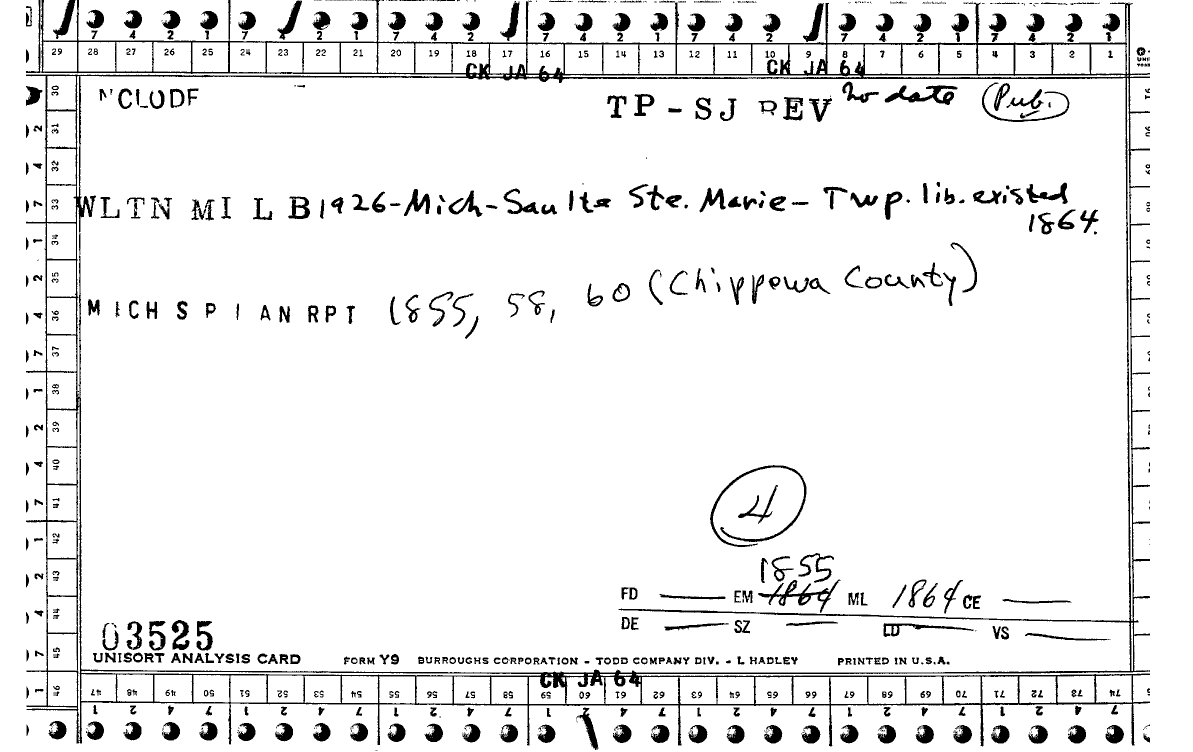 7 4 2 1 7 4 2 1 7 4 2 1 7 4 2 1 7 4 2 1 7 4 2 1 7 4 2 1
29 28 27 26 25 24 23 22 21 20 19 18 17 16 15 14 13 12 11 10 9 8 7 6 5 4 3 2 1
CK JA 64 CK JA 64
TP-SJ REV no date (Pub.)
WLTN MI L B 1926-Mich-Saulte Ste. Marie- Twp. lib. existed
1864.
MICH S P I AN RPT 1855, 58, 60 (Chippowa County)
4
1855
FD EM 1864 ML 1864 CE
DE SZ LD VS
03525
UNISORT ANALYSIS CARD FORM Y9 BURROUGHS CORPORATION - TODD COMPANY DIV. - L HADLEY PRINTED IN U.S.A.
CK JA 64
47 48 49 50 51 52 53 54 55 56 57 58 59 60 61 62 63 64 65 66 67 68 69 70 71 72 73 74
1 2 4 7 1 2 4 7 1 2 4 7 1 2 4 7 1 2 4 7 1 2 4 7 1 2 4 7
30 31 32 33 34 35 36 37 38 39 40 41 42 43 44 45 46